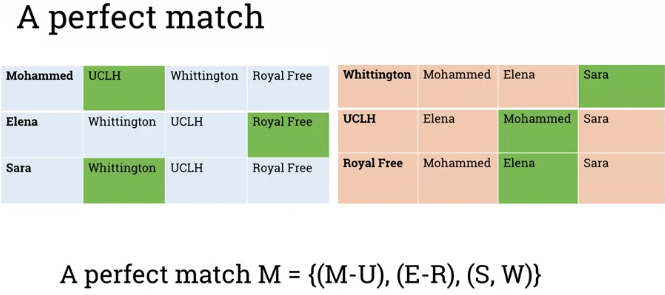 A perfect match
Mohammed UCLH Whittington Royal Free
Elena Whittington UCLH Royal Free
Sara Whittington UCLH Royal Free
Whittington Mohammed Elena Sara
UCLH Elena Mohammed Sara
Royal Free Mohammed Elena Sara
A perfect match M = {(M-U), (E-R), (S, W)}